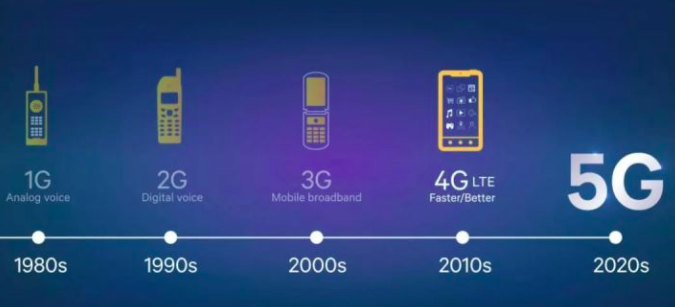 1G
Analog voice
2G
Digital voice
3G
Mobile broadband
4G LTE
Faster/Better
5G
1980s
1990s
2000s
2010s
2020s